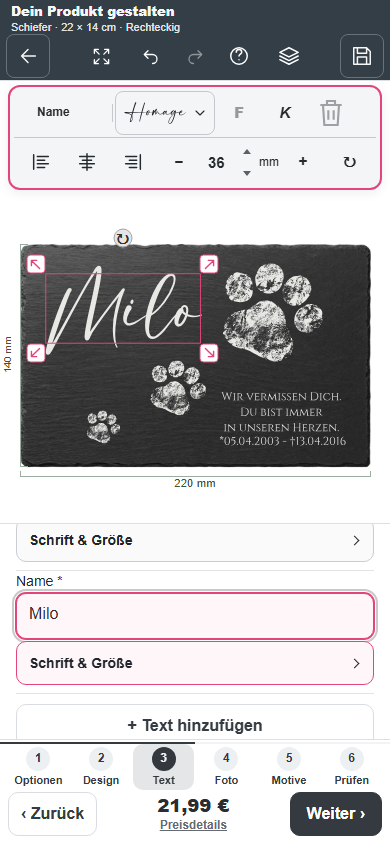 Dein Produkt gestalten
Schiefer · 22 × 14 cm · Rechteckig
Name
Homage
F
K
36
mm
140 mm
Milo
Wir vermissen Dich.
Du bist immer
in unseren Herzen.
*05.04.2003 - †13.04.2016
220 mm
Schrift & Größe
Name *
Milo
Schrift & Größe
+ Text hinzufügen
1 2 3 4 5 6
Optionen Design Text Foto Motive Prüfen
‹ Zurück
21,99 €
Preisdetails
Weiter ›